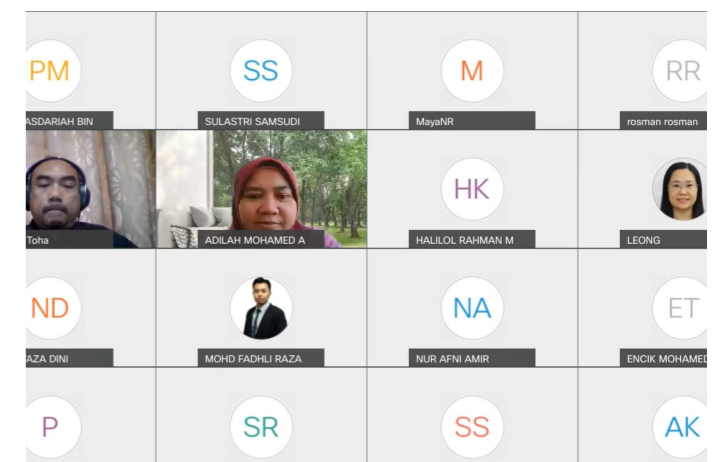 PM
SS
M
RR
ASDARIAH BIN
SULASTRI SAMSUDI
MayaNR
rosman rosman
HK
Toha
ADILAH MOHAMED A
HALILOL RAHMAN M
LEONG
ND
NA
ET
AZA DINI
MOHD FADHLI RAZA
NUR AFNI AMIR
ENCIK MOHAMED
P
SR
SS
AK